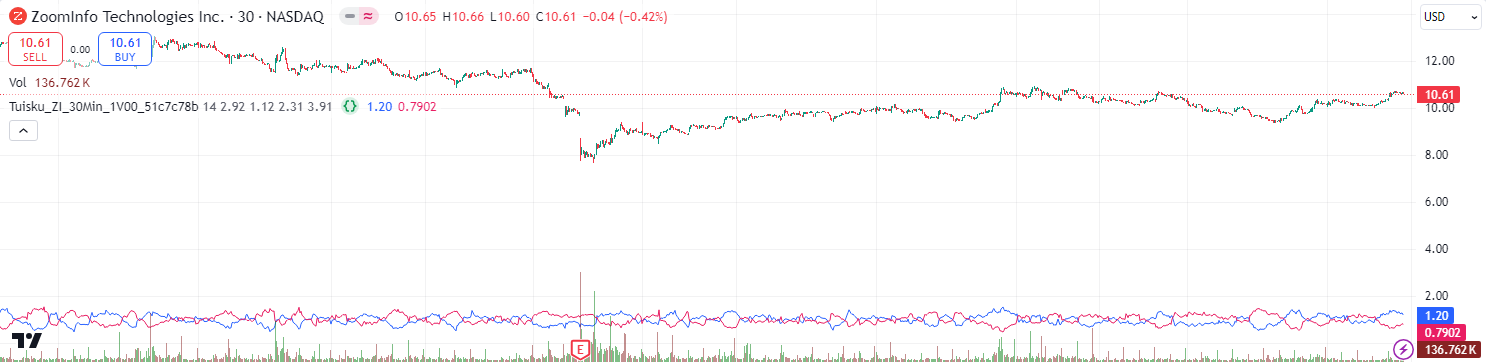 ZoomInfo Technologies Inc. · 30 · NASDAQ O10.65 H10.66 L10.60 C10.61 −0.04 (−0.42%)
USD
10.61 SELL
0.00
10.61 BUY
Vol 136.762 K
Tuisku_ZI_30Min_1V00_51c7c78b 14 2.92 1.12 2.31 3.91 {} 1.20 0.7902
12.00
10.61
10.00
8.00
6.00
4.00
2.00
1.20
0.7902
136.762 K
E